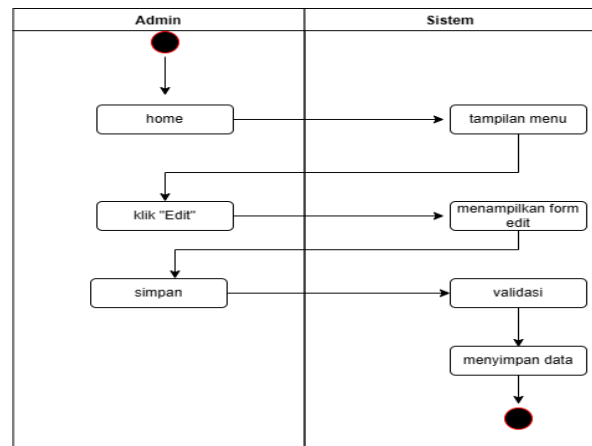 Admin
Sistem
home
tampilan menu
klik "Edit"
menampilkan form
edit
simpan
validasi
menyimpan data